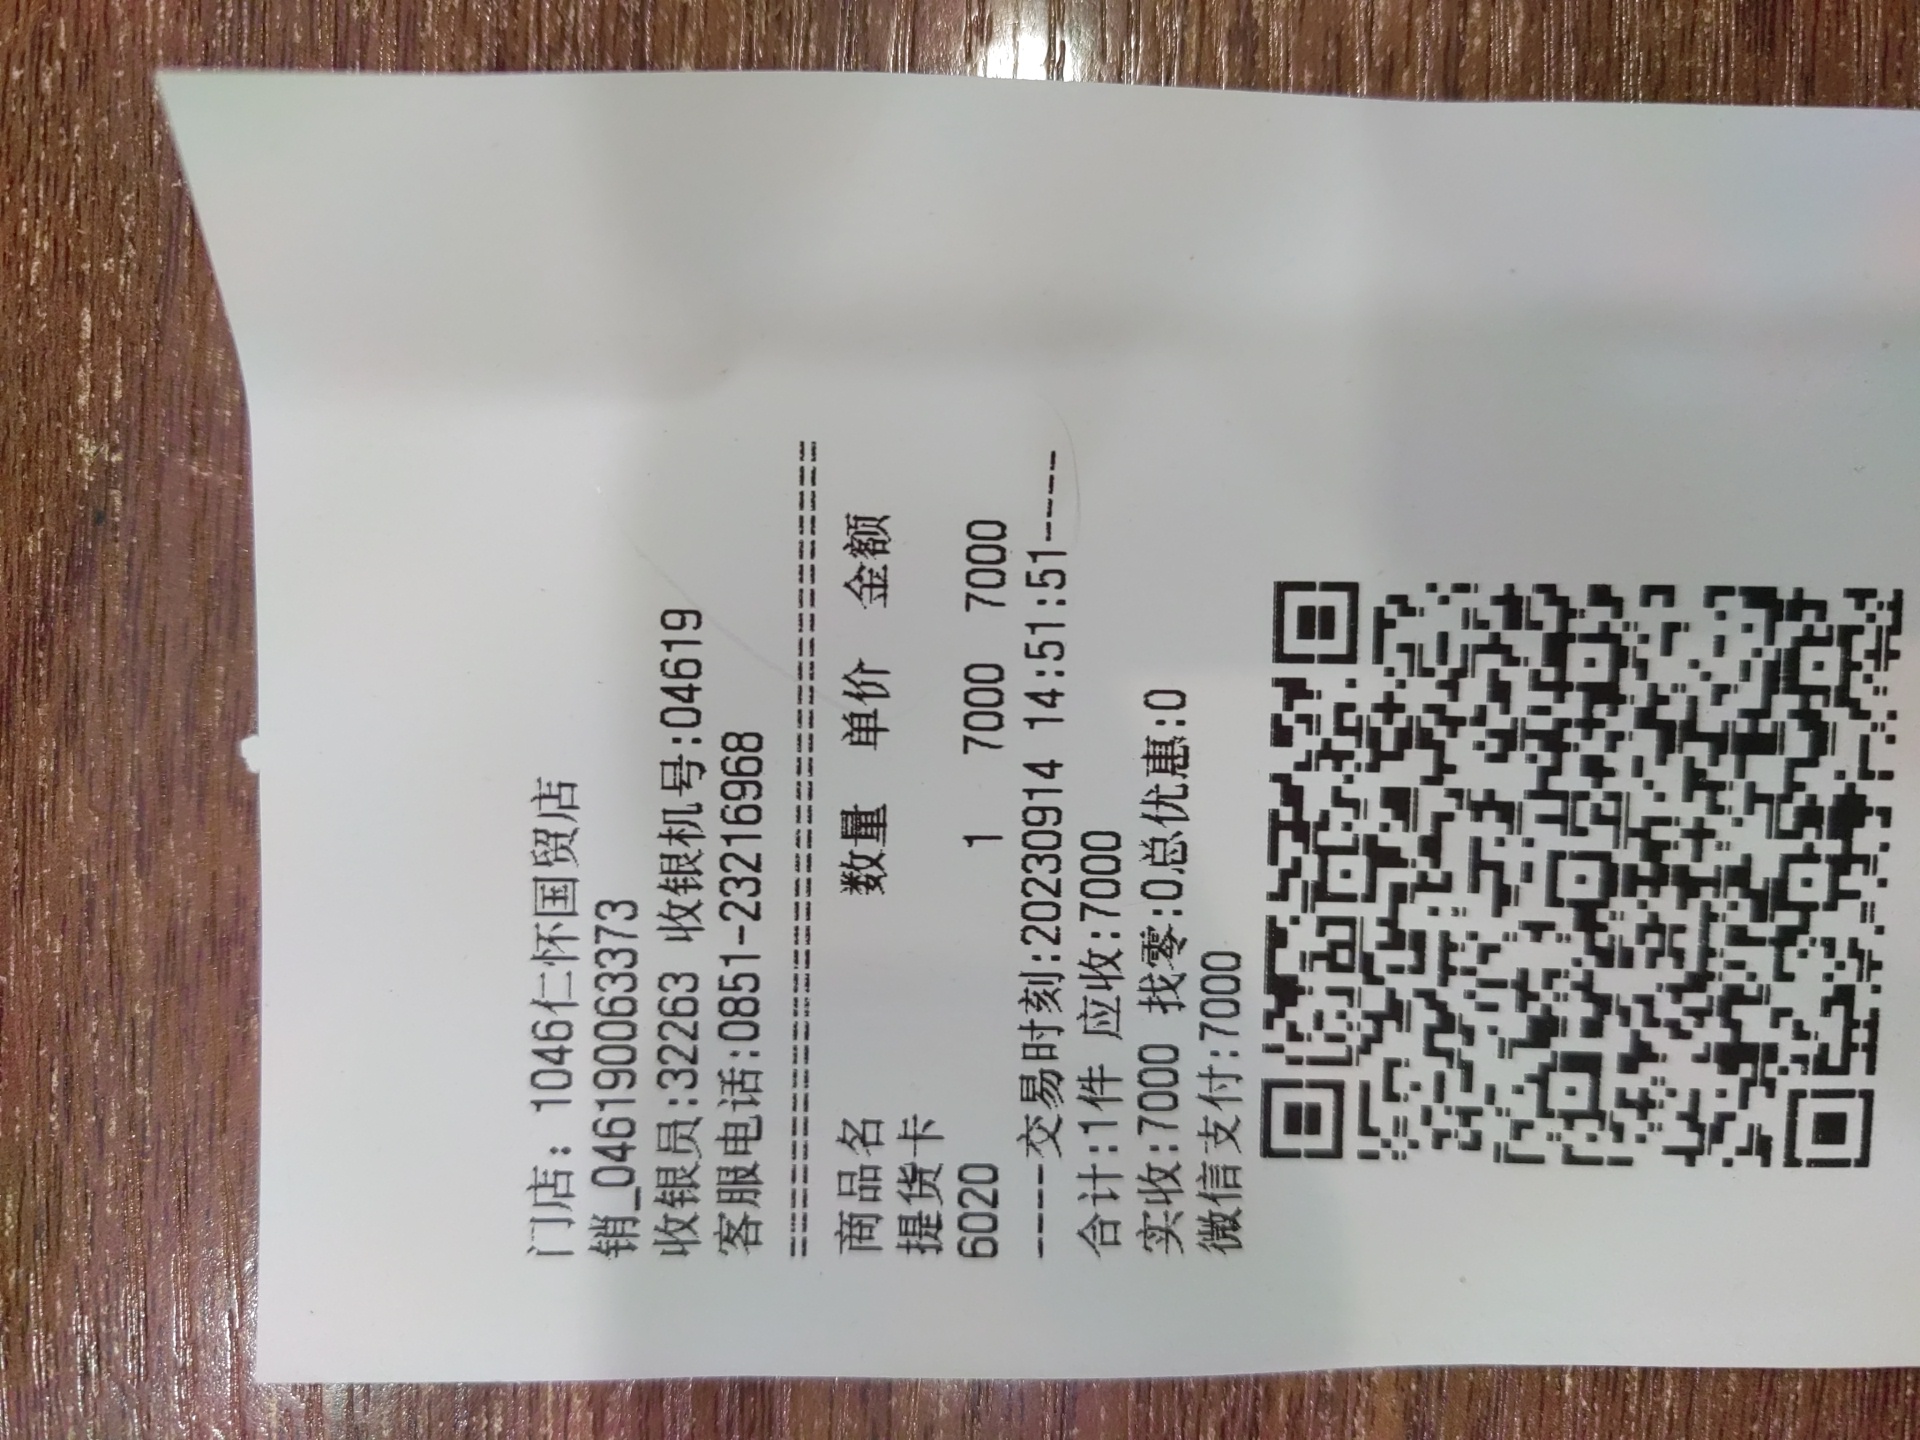 门店: 1046仁怀国贸店
销_046190063373
收银员:32263 收银机号:04619
客服电话:0851-23216968
========================================
商品名 数量 单价 金额
提货卡
6020 1 7000 7000
----交易时刻:20230914 14:51:51----
合计:1件 应收:7000
实收:7000 找零:0总优惠:0
微信支付:7000